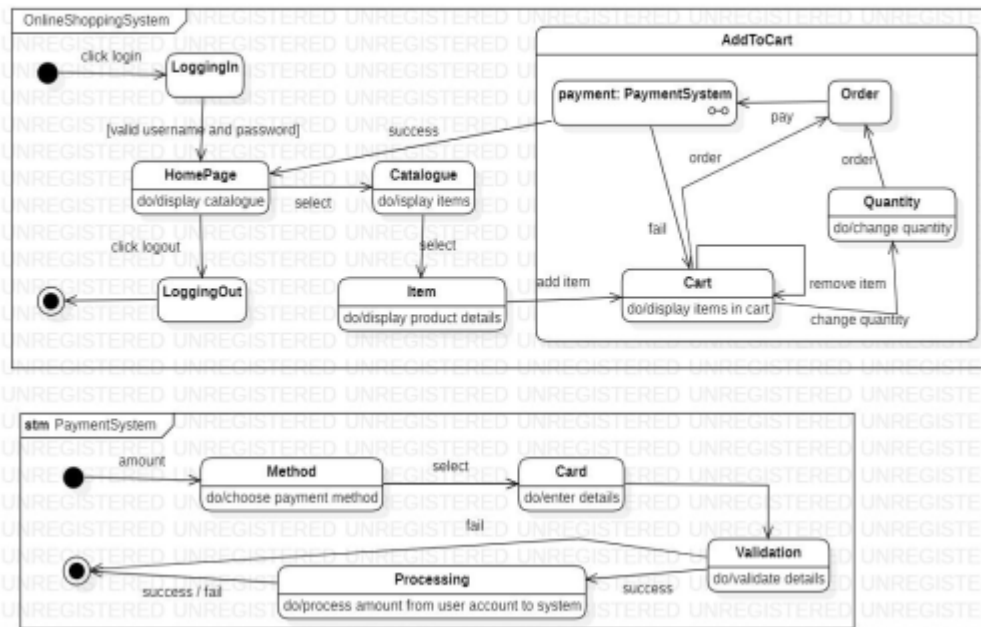 OnlineShoppingSystem
AddToCart
click login
LoggingIn
payment: PaymentSystem
Order
pay
[valid username and password]
success
order
order
HomePage
do/display catalogue
select
Catalogue
do/isplay items
Quantity
do/change quantity
fail
click logout
select
LoggingOut
Item
do/display product details
add item
Cart
do/display items in cart
remove item
change quantity
stm PaymentSystem
amount
Method
do/choose payment method
select
Card
do/enter details
fail
Validation
do/validate details
Processing
do/process amount from user account to system
success / fail
success
UNREGISTERED UNREGISTERED UNREGISTERED UNREGISTERED